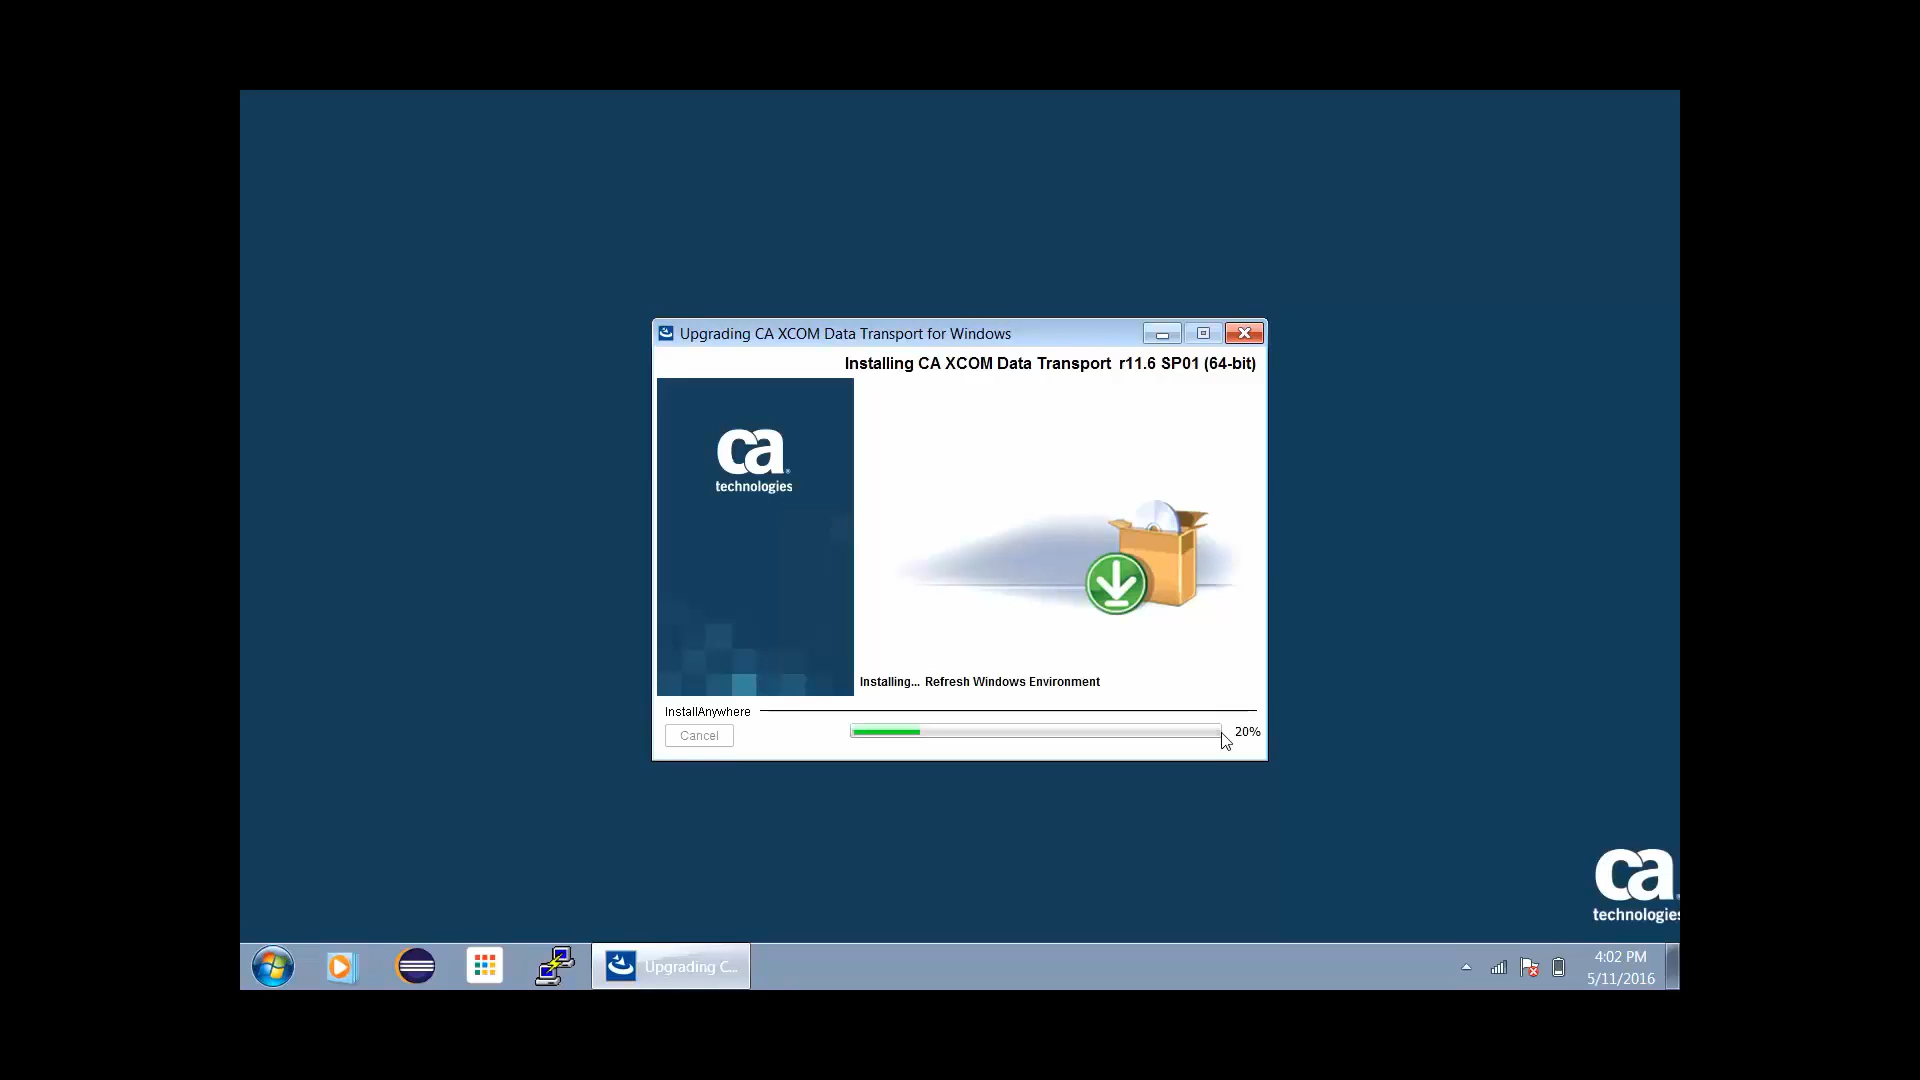 Upgrading CA XCOM Data Transport for Windows
Installing CA XCOM Data Transport r11.6 SP01 (64-bit)
ca
technologies
Installing... Refresh Windows Environment
InstallAnywhere
Cancel
20%
ca
technologies
Upgrading C...
4:02 PM
5/11/2016